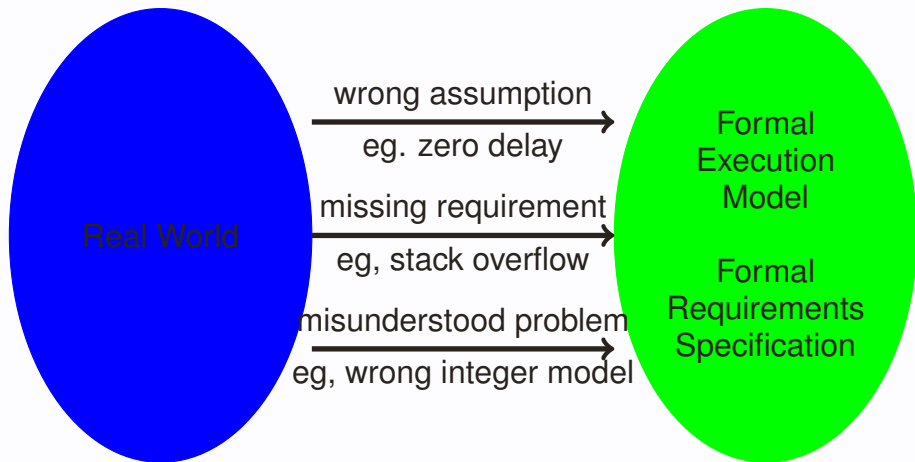 Real World
wrong assumption
eg. zero delay
missing requirement
eg, stack overflow
misunderstood problem
eg, wrong integer model
Formal
Execution
Model
Formal
Requirements
Specification